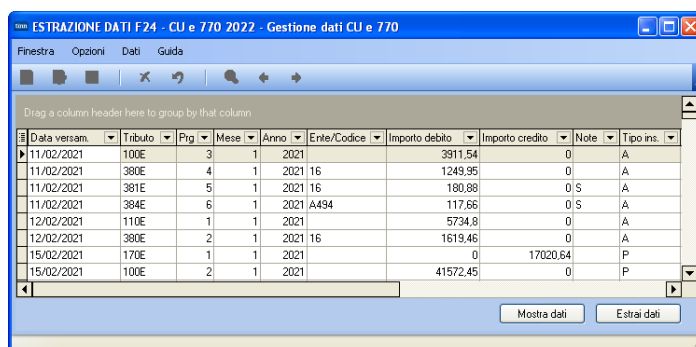 tinn ESTRAZIONE DATI F24 - CU e 770 2022 - Gestione dati CU e 770
Finestra Opzioni Dati Guida
Drag a column header here to group by that column
Data versam. Tributo Prg Mese Anno Ente/Codice Importo debito Importo credito Note Tipo ins.
11/02/2021 100E 3 1 2021 3911,54 0 A
11/02/2021 380E 4 1 2021 16 1249,95 0 A
11/02/2021 381E 5 1 2021 16 180,88 0 S A
11/02/2021 384E 6 1 2021 A494 117,66 0 S A
12/02/2021 110E 1 1 2021 5734,8 0 A
12/02/2021 380E 2 1 2021 16 1619,46 0 A
15/02/2021 170E 1 1 2021 0 17020,64 P
15/02/2021 100E 2 1 2021 41572,45 0 P
Mostra dati Estrai dati